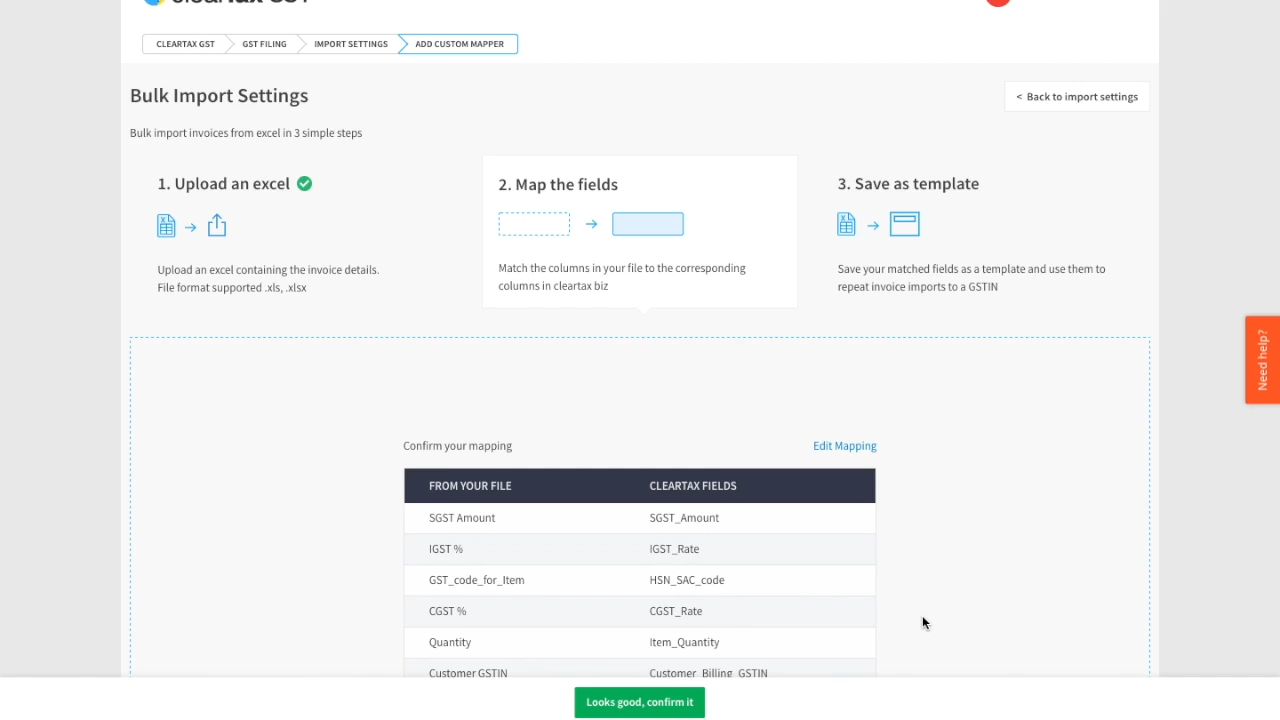 cleartax GST
CLEARTAX GST
GST FILING
IMPORT SETTINGS
ADD CUSTOM MAPPER
Bulk Import Settings
< Back to import settings
Bulk import invoices from excel in 3 simple steps
1. Upload an excel
Upload an excel containing the invoice details.
File format supported .xls, .xlsx
2. Map the fields
Match the columns in your file to the corresponding
columns in cleartax biz
3. Save as template
Save your matched fields as a template and use them to
repeat invoice imports to a GSTIN
Need help?
Confirm your mapping
Edit Mapping
FROM YOUR FILE CLEARTAX FIELDS
SGST Amount SGST_Amount
IGST % IGST_Rate
GST_code_for_Item HSN_SAC_code
CGST % CGST_Rate
Quantity Item_Quantity
Customer GSTIN Customer_Billing_GSTIN
Looks good, confirm it